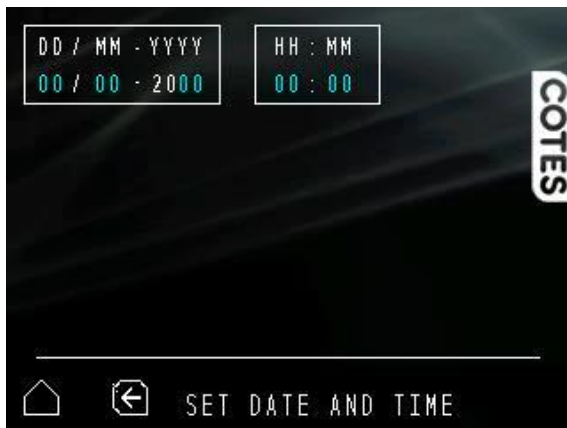 DD / MM - YYYY
00 / 00 - 2000
HH : MM
00 : 00
COTES
SET DATE AND TIME